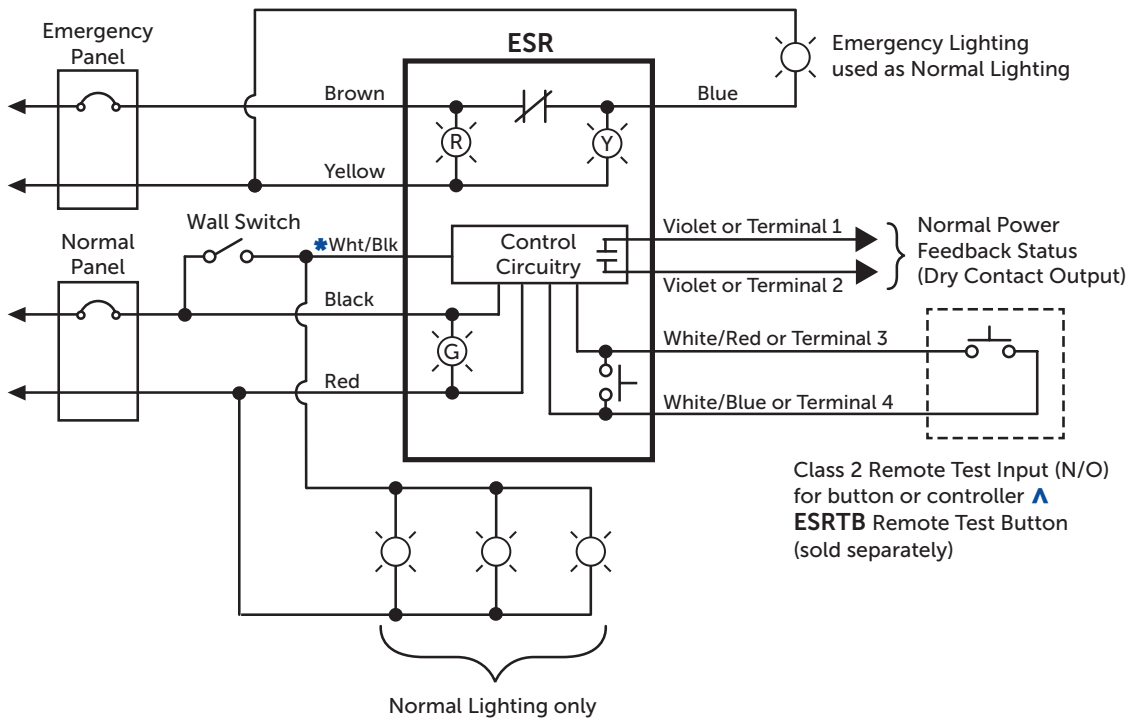 Emergency
Panel
ESR
Emergency Lighting
used as Normal Lighting
Brown
Blue
R
Y
Yellow
Wall Switch
Normal
Panel
*Wht/Blk
Control
Circuitry
Violet or Terminal 1
Violet or Terminal 2
Normal Power
Feedback Status
(Dry Contact Output)
Black
G
White/Red or Terminal 3
Red
White/Blue or Terminal 4
Class 2 Remote Test Input (N/O)
for button or controller Λ
ESRTB Remote Test Button
(sold separately)
Normal Lighting only